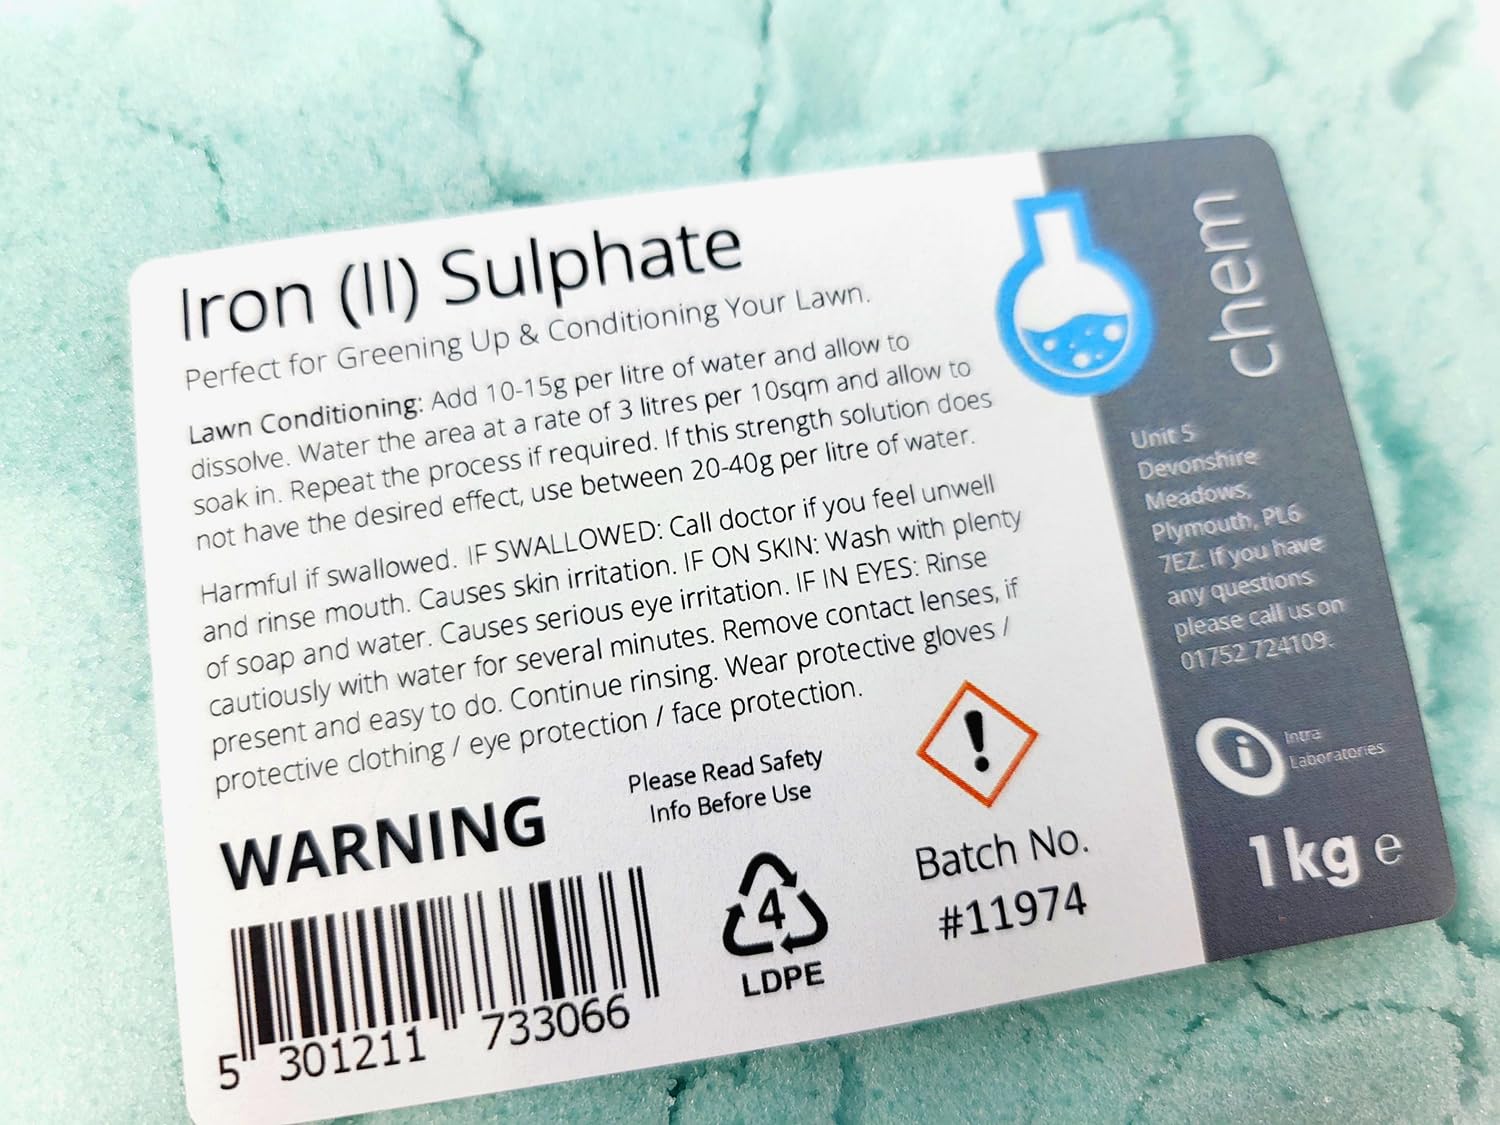 Iron (II) Sulphate
Perfect for Greening Up & Conditioning Your Lawn.
Lawn Conditioning: Add 10-15g per litre of water and allow to
dissolve. Water the area at a rate of 3 litres per 10sqm and allow to
soak in. Repeat the process if required. If this strength solution does
not have the desired effect, use between 20-40g per litre of water.
Harmful if swallowed. IF SWALLOWED: Call doctor if you feel unwell
and rinse mouth. Causes skin irritation. IF ON SKIN: Wash with plenty
of soap and water. Causes serious eye irritation. IF IN EYES: Rinse
cautiously with water for several minutes. Remove contact lenses, if
present and easy to do. Continue rinsing. Wear protective gloves /
protective clothing / eye protection / face protection.
WARNING
Please Read Safety
Info Before Use
5 301211 733066
4
LDPE
Batch No.
#11974
chem
Unit 5
Devonshire
Meadows,
Plymouth, PL6
7EZ. If you have
any questions
please call us on
01752 724109.
i
Intra
Laboratories
1kg e